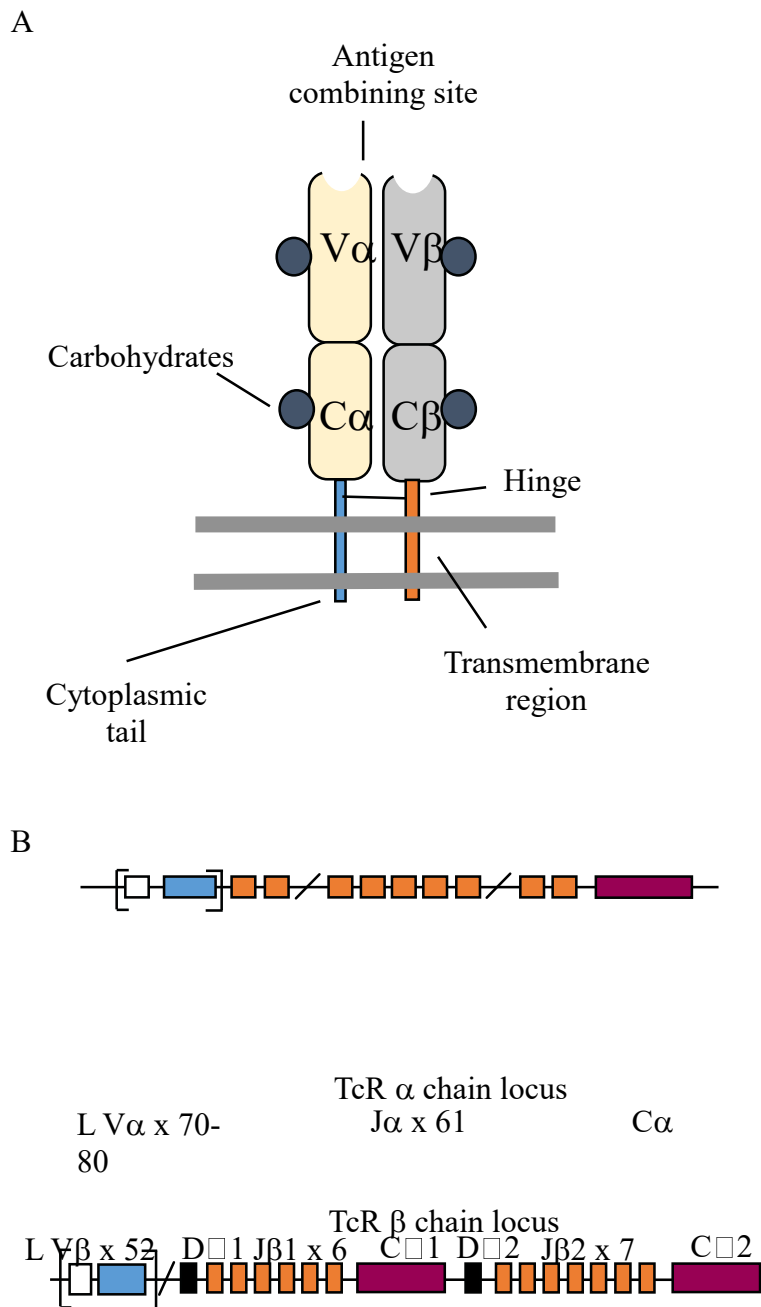 A
Antigen
combining site
Vα Vβ
Carbohydrates
Cα Cβ
Hinge
Transmembrane
region
Cytoplasmic
tail
B
TcR α chain locus
L Vα x 70-
80
Jα x 61
Cα
TcR β chain locus
L Vβ x 52 D□1 Jβ1 x 6 C□1 D□2 Jβ2 x 7 C□2